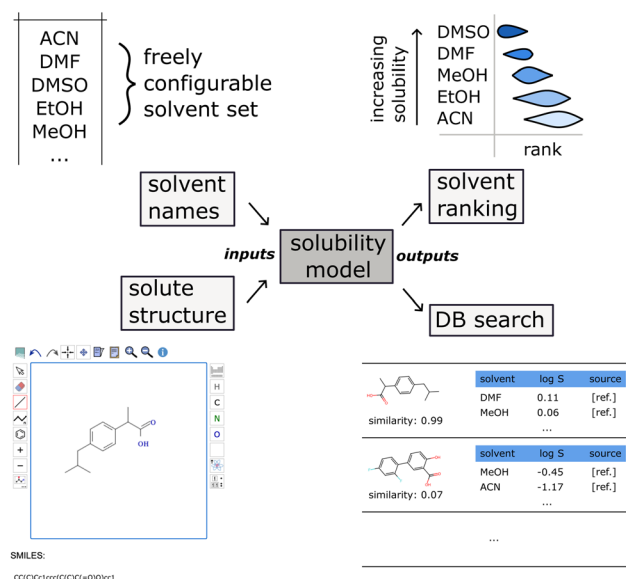 ACN
DMF
DMSO
EtOH
MeOH
...
freely
configurable
solvent set
increasing
solubility
DMSO
DMF
MeOH
EtOH
ACN
rank
solvent
names
solvent
ranking
inputs
solubility
model
outputs
solute
structure
DB search
H
C
N
O
O
OH
SMILES:
CC(C)Cc1ccc(C(C)C(=O)O)cc1
solvent log S source
DMF 0.11 [ref.]
MeOH 0.06 [ref.]
...
similarity: 0.99
solvent log S source
MeOH -0.45 [ref.]
ACN -1.17 [ref.]
...
similarity: 0.07
...